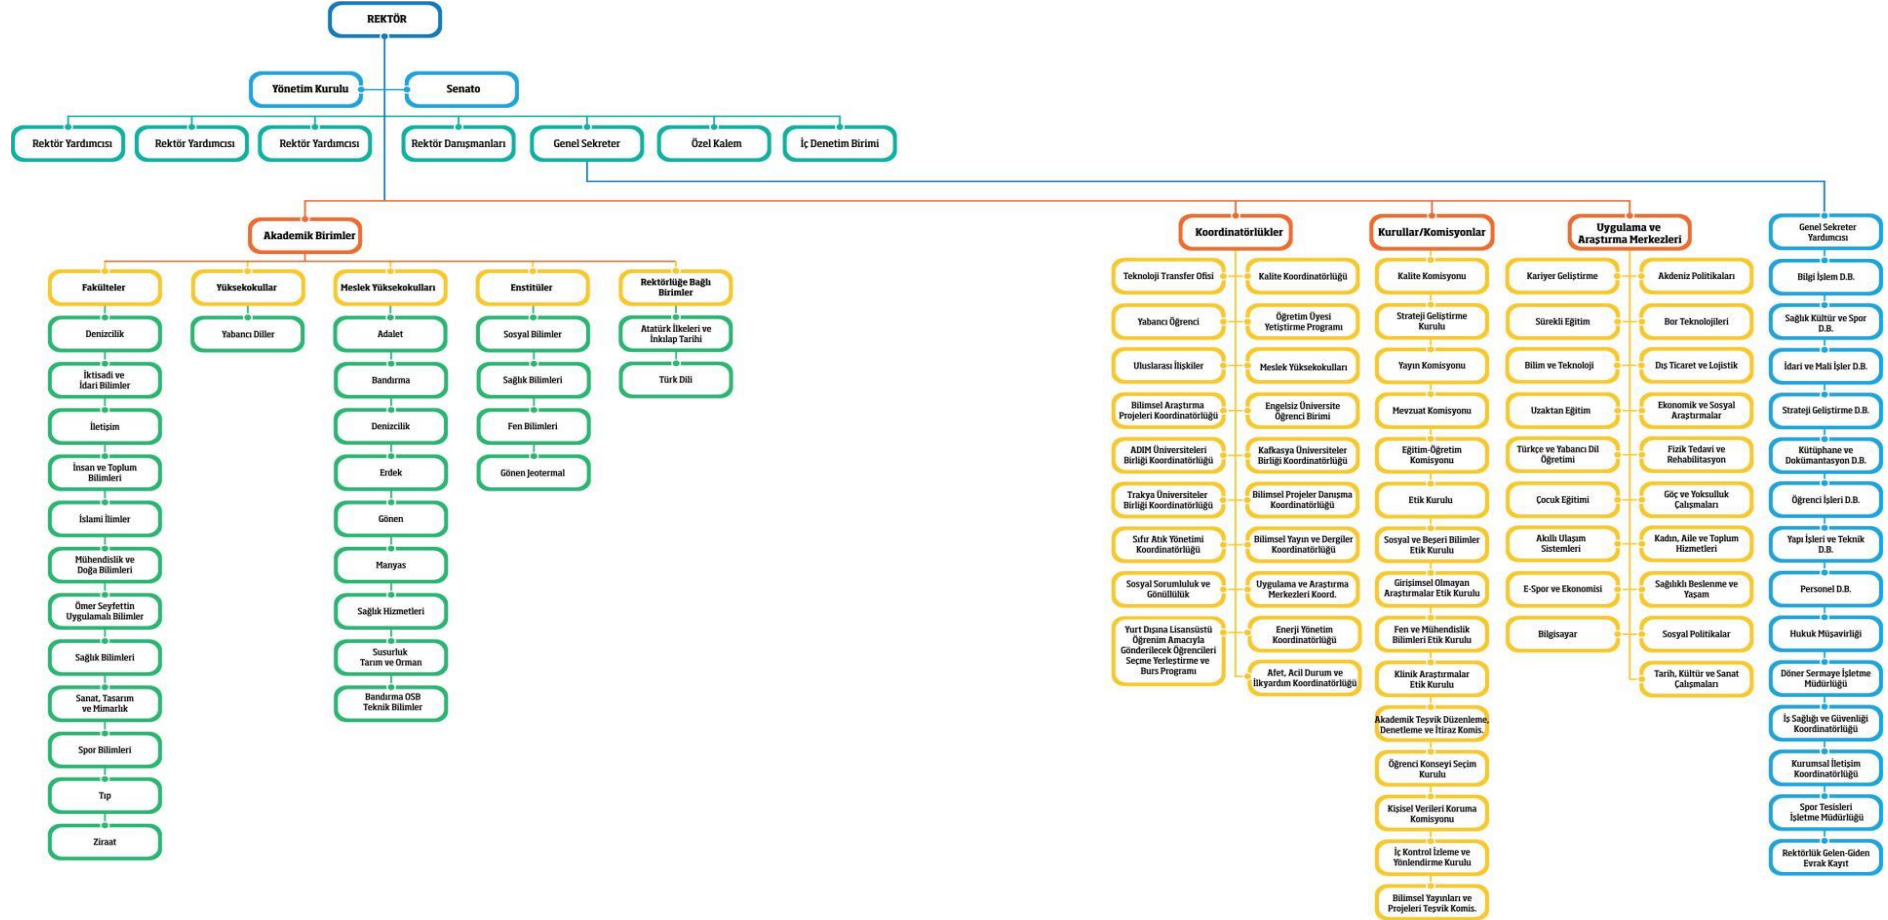 REKTÖR
Yönetim Kurulu
Senato
Rektör Yardımcısı
Rektör Yardımcısı
Rektör Yardımcısı
Rektör Danışmanları
Genel Sekreter
Özel Kalem
İç Denetim Birimi
Akademik Birimler
Fakülteler
Denizcilik
İktisadi ve
İdari Bilimler
İletişim
İnsan ve Toplum
Bilimleri
İslami İlimler
Mühendislik ve
Doğa Bilimleri
Ömer Seyfettin
Uygulamalı Bilimler
Sağlık Bilimleri
Sanat, Tasarım
ve Mimarlık
Spor Bilimleri
Tıp
Ziraat
Yüksekokullar
Yabancı Diller
Meslek Yüksekokulları
Adalet
Bandırma
Denizcilik
Erdek
Gönen
Manyas
Sağlık Hizmetleri
Susurluk
Tarım ve Orman
Bandırma OSB
Teknik Bilimler
Enstitüler
Sosyal Bilimler
Sağlık Bilimleri
Fen Bilimleri
Gönen Jeotermal
Rektörlüğe Bağlı
Birimler
Atatürk İlkeleri ve
İnkılap Tarihi
Türk Dili
Koordinatörlükler
Teknoloji Transfer Ofisi
Kalite Koordinatörlüğü
Yabancı Öğrenci
Öğretim Üyesi
Yetiştirme Programı
Uluslarası İlişkiler
Meslek Yüksekokulları
Bilimsel Araştırma
Projeleri Koordinatörlüğü
Engelsiz Üniversite
Öğrenci Birimi
ADIM Üniversiteleri
Birliği Koordinatörlüğü
Kafkasya Üniversiteler
Birliği Koordinatörlüğü
Trakya Üniversiteler
Birliği Koordinatörlüğü
Bilimsel Projeler Danışma
Koordinatörlüğü
Sıfır Atık Yönetimi
Koordinatörlüğü
Bilimsel Yayın ve Dergiler
Koordinatörlüğü
Sosyal Sorumluluk ve
Gönüllülük
Uygulama ve Araştırma
Merkezleri Koord.
Yurt Dışına Lisansüstü
Öğrenim Amacıyla
Gönderilecek Öğrencileri
Seçme Yerleştirme ve
Burs Programı
Enerji Yönetim
Koordinatörlüğü
Afet, Acil Durum ve
İlkyardım Koordinatörlüğü
Kurullar/Komisyonlar
Kalite Komisyonu
Strateji Geliştirme
Kurulu
Yayın Komisyonu
Mevzuat Komisyonu
Eğitim-Öğretim
Komisyonu
Etik Kurulu
Sosyal ve Beşeri Bilimler
Etik Kurulu
Girişimsel Olmayan
Araştırmalar Etik Kurulu
Fen ve Mühendislik
Bilimleri Etik Kurulu
Klinik Araştırmalar
Etik Kurulu
Akademik Teşvik Düzenleme,
Denetleme ve İtiraz Komis.
Öğrenci Konseyi Seçim
Kurulu
Kişisel Verileri Koruma
Komisyonu
İç Kontrol İzleme ve
Yönlendirme Kurulu
Bilimsel Yayınları ve
Projeleri Teşvik Komis.
Uygulama ve
Araştırma Merkezleri
Kariyer Geliştirme
Akdeniz Politikaları
Sürekli Eğitim
Bor Teknolojileri
Bilim ve Teknoloji
Dış Ticaret ve Lojistik
Uzaktan Eğitim
Ekonomik ve Sosyal
Araştırmalar
Türkçe ve Yabancı Dil
Öğretimi
Fizik Tedavi ve
Rehabilitasyon
Çocuk Eğitimi
Göç ve Yoksulluk
Çalışmaları
Akıllı Ulaşım
Sistemleri
Kadın, Aile ve Toplum
Hizmetleri
E-Spor ve Ekonomisi
Sağılıklı Beslenme ve
Yaşam
Bilgisayar
Sosyal Politikalar
Tarih, Kültür ve Sanat
Çalışmaları
Genel Sekreter
Yardımcısı
Bilgi İşlem D.B.
Sağlık Kültür ve Spor
D.B.
İdari ve Mali İşler D.B.
Strateji Geliştirme D.B.
Kütüphane ve
Dokümantasyon D.B.
Öğrenci İşleri D.B.
Yapı İşleri ve Teknik
D.B.
Personel D.B.
Hukuk Müşavirliği
Döner Sermaye İşletme
Müdürlüğü
İş Sağlığı ve Güvenliği
Koordinatörlüğü
Kurumsal İletişim
Koordinatörlüğü
Spor Tesisleri
İşletme Müdürlüğü
Rektörlük Gelen-Giden
Evrak Kayıt